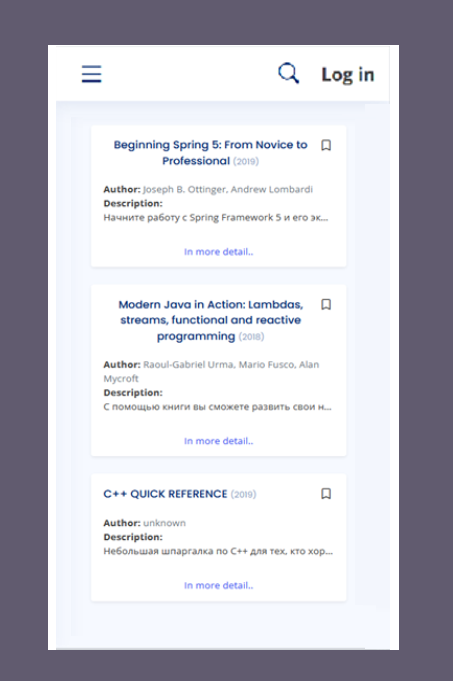 Log in
Beginning Spring 5: From Novice to
Professional (2019)
Author: Joseph B. Ottinger, Andrew Lombardi
Description:
Начните работу с Spring Framework 5 и его эк...
In more detail..
Modern Java in Action: Lambdas,
streams, functional and reactive
programming (2018)
Author: Raoul-Gabriel Urma, Mario Fusco, Alan
Mycroft
Description:
С помощью книги вы сможете развить свои н...
In more detail..
C++ QUICK REFERENCE (2019)
Author: unknown
Description:
Небольшая шпаргалка по C++ для тех, кто хор...
In more detail..